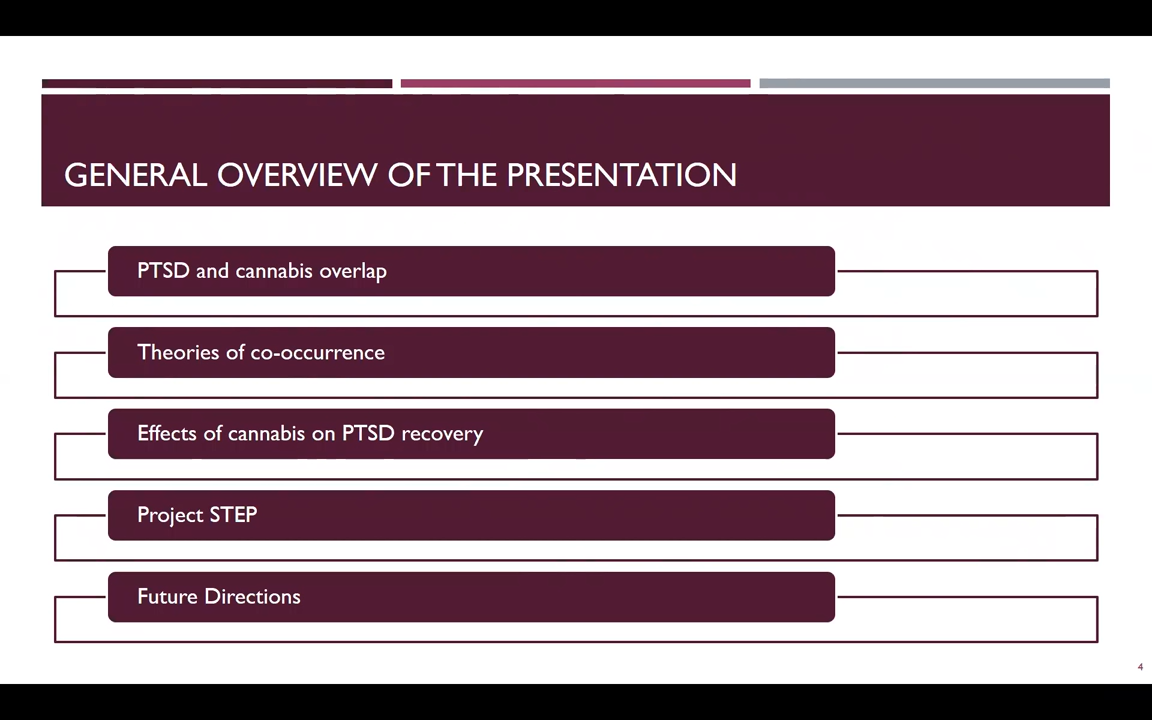 GENERAL OVERVIEW OF THE PRESENTATION
PTSD and cannabis overlap
Theories of co-occurrence
Effects of cannabis on PTSD recovery
Project STEP
Future Directions
4